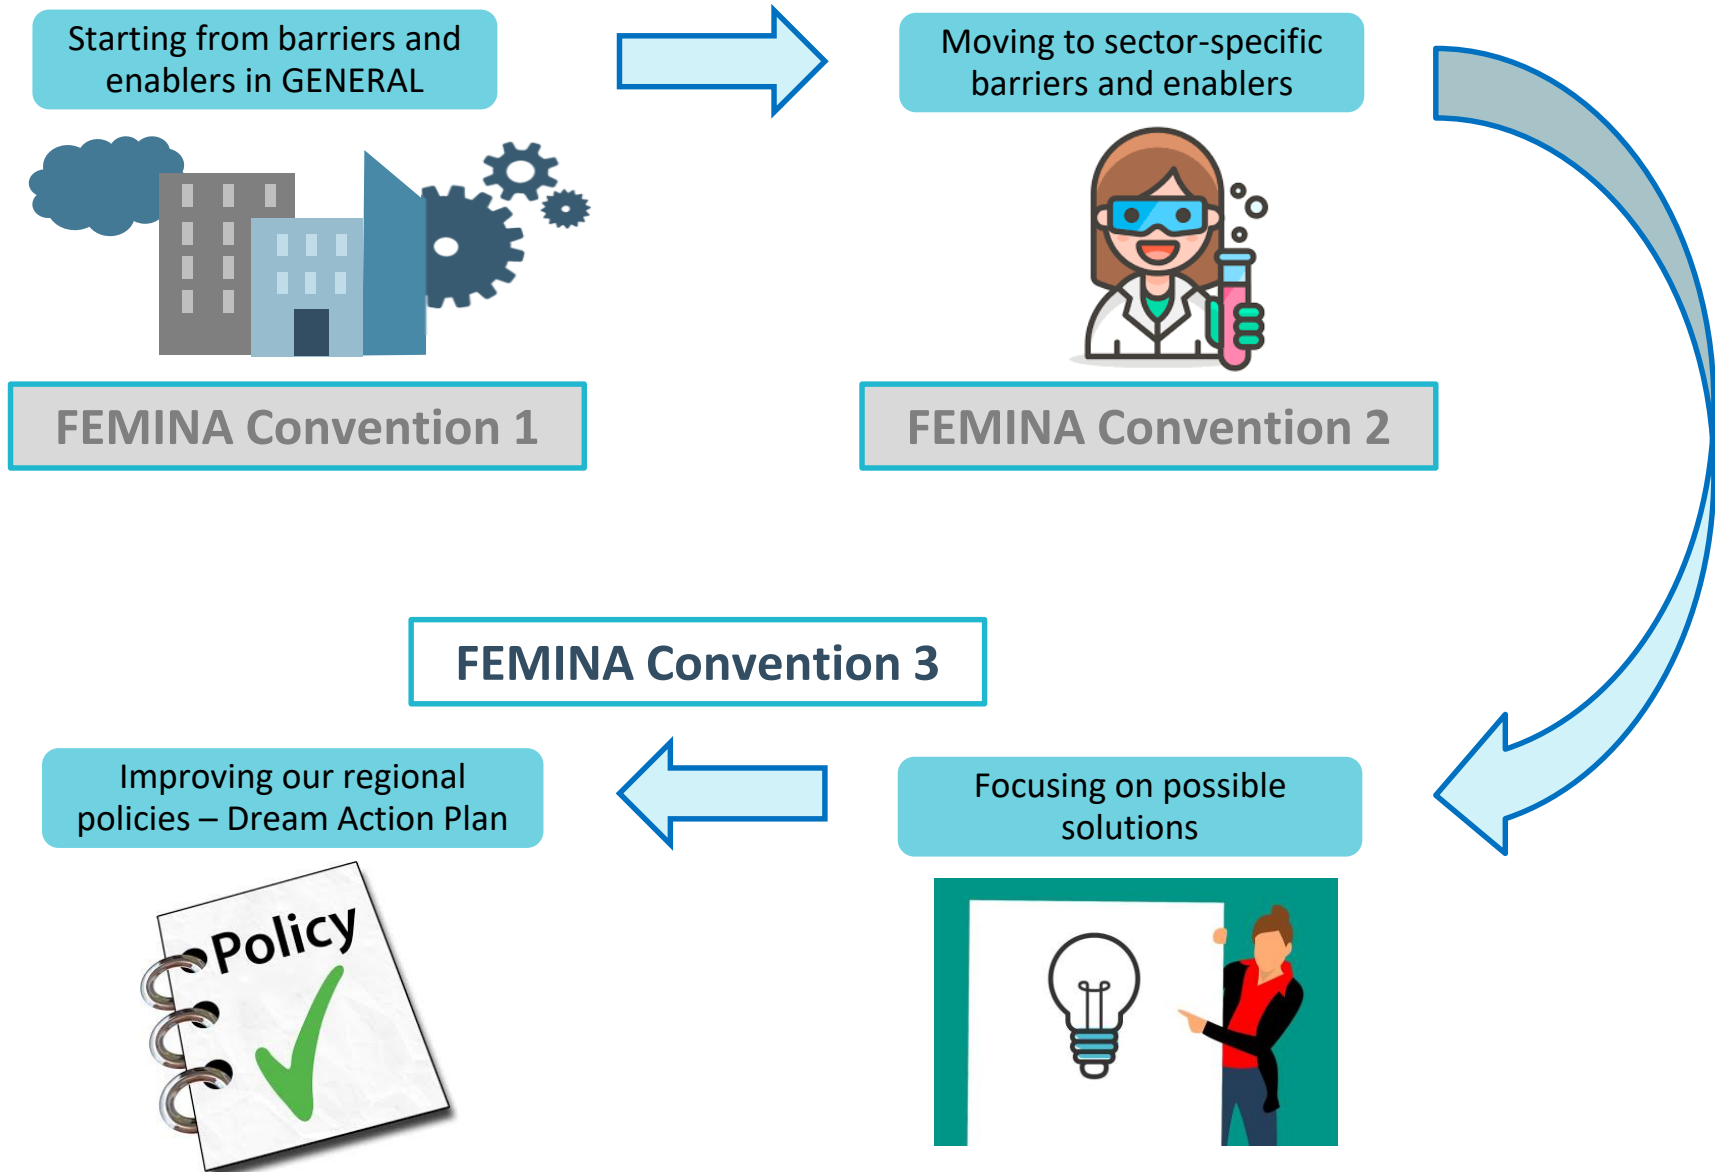 Starting from barriers and
enablers in GENERAL
Moving to sector-specific
barriers and enablers
FEMINA Convention 1
FEMINA Convention 2
FEMINA Convention 3
Improving our regional
policies – Dream Action Plan
Focusing on possible
solutions
Policy